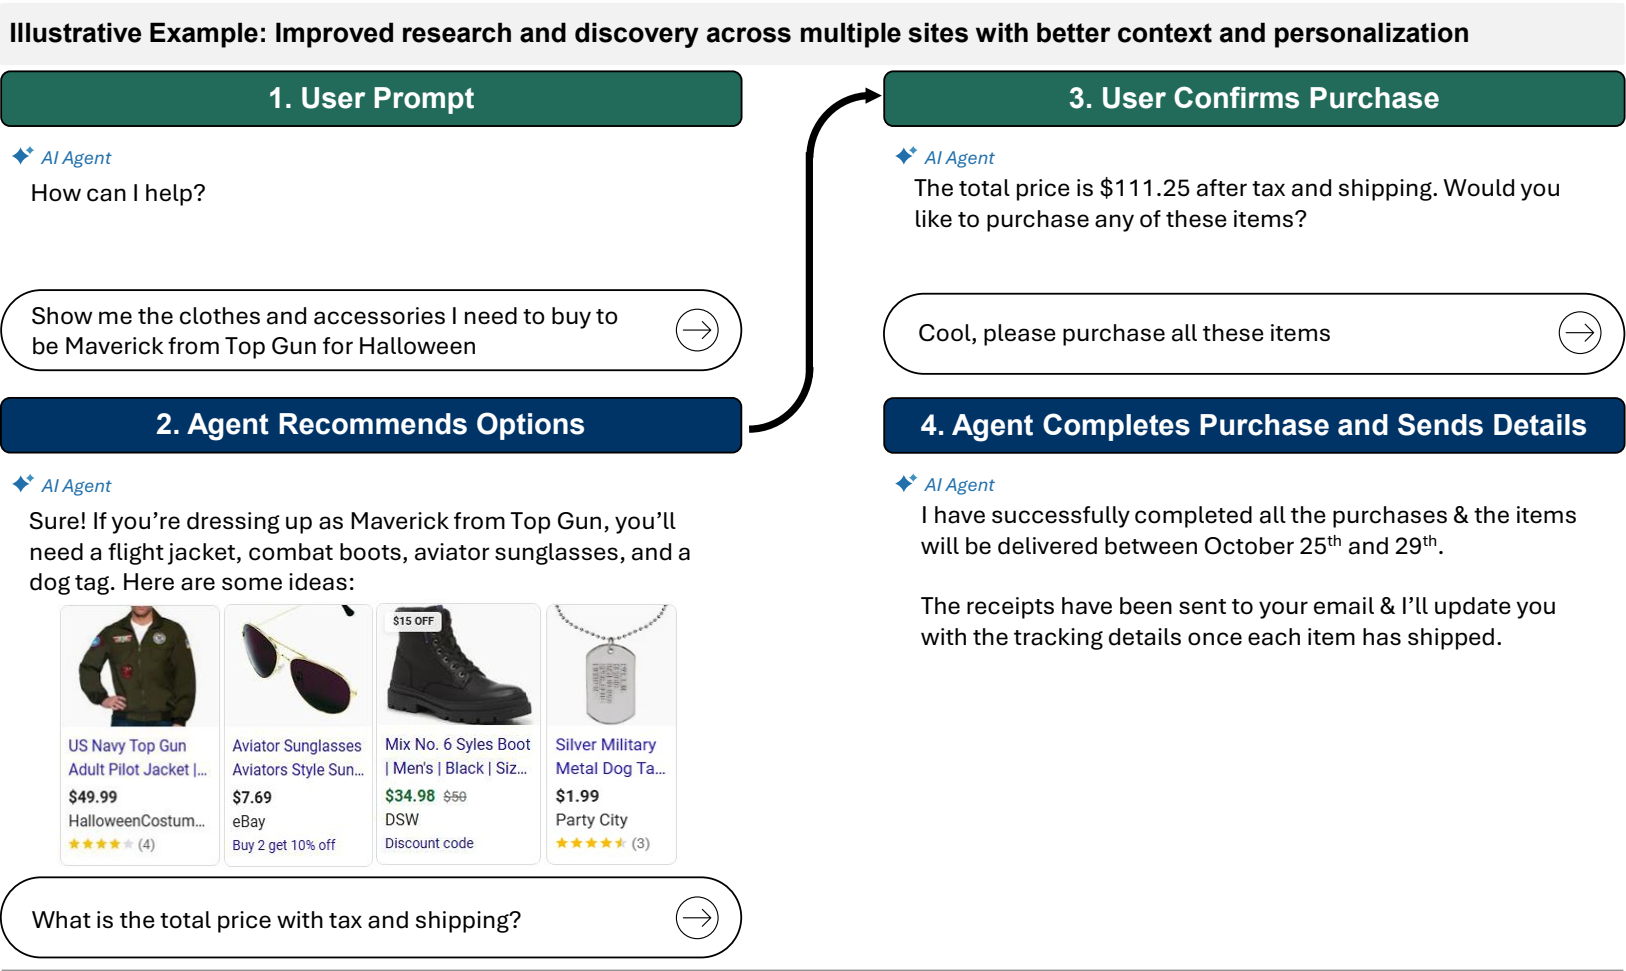 Illustrative Example: Improved research and discovery across multiple sites with better context and personalization
1. User Prompt
AI Agent
How can I help?
Show me the clothes and accessories I need to buy to
be Maverick from Top Gun for Halloween
2. Agent Recommends Options
AI Agent
Sure! If you’re dressing up as Maverick from Top Gun, you’ll
need a flight jacket, combat boots, aviator sunglasses, and a
dog tag. Here are some ideas:
US Navy Top Gun
Adult Pilot Jacket |...
$49.99
HalloweenCostum...
(4)
Aviator Sunglasses
Aviators Style Sun...
$7.69
eBay
Buy 2 get 10% off
$15 OFF
Mix No. 6 Syles Boot
| Men's | Black | Siz...
$34.98 $50
DSW
Discount code
Silver Military
Metal Dog Ta...
$1.99
Party City
(3)
What is the total price with tax and shipping?
3. User Confirms Purchase
AI Agent
The total price is $111.25 after tax and shipping. Would you
like to purchase any of these items?
Cool, please purchase all these items
4. Agent Completes Purchase and Sends Details
AI Agent
I have successfully completed all the purchases & the items
will be delivered between October 25th and 29th.
The receipts have been sent to your email & I’ll update you
with the tracking details once each item has shipped.